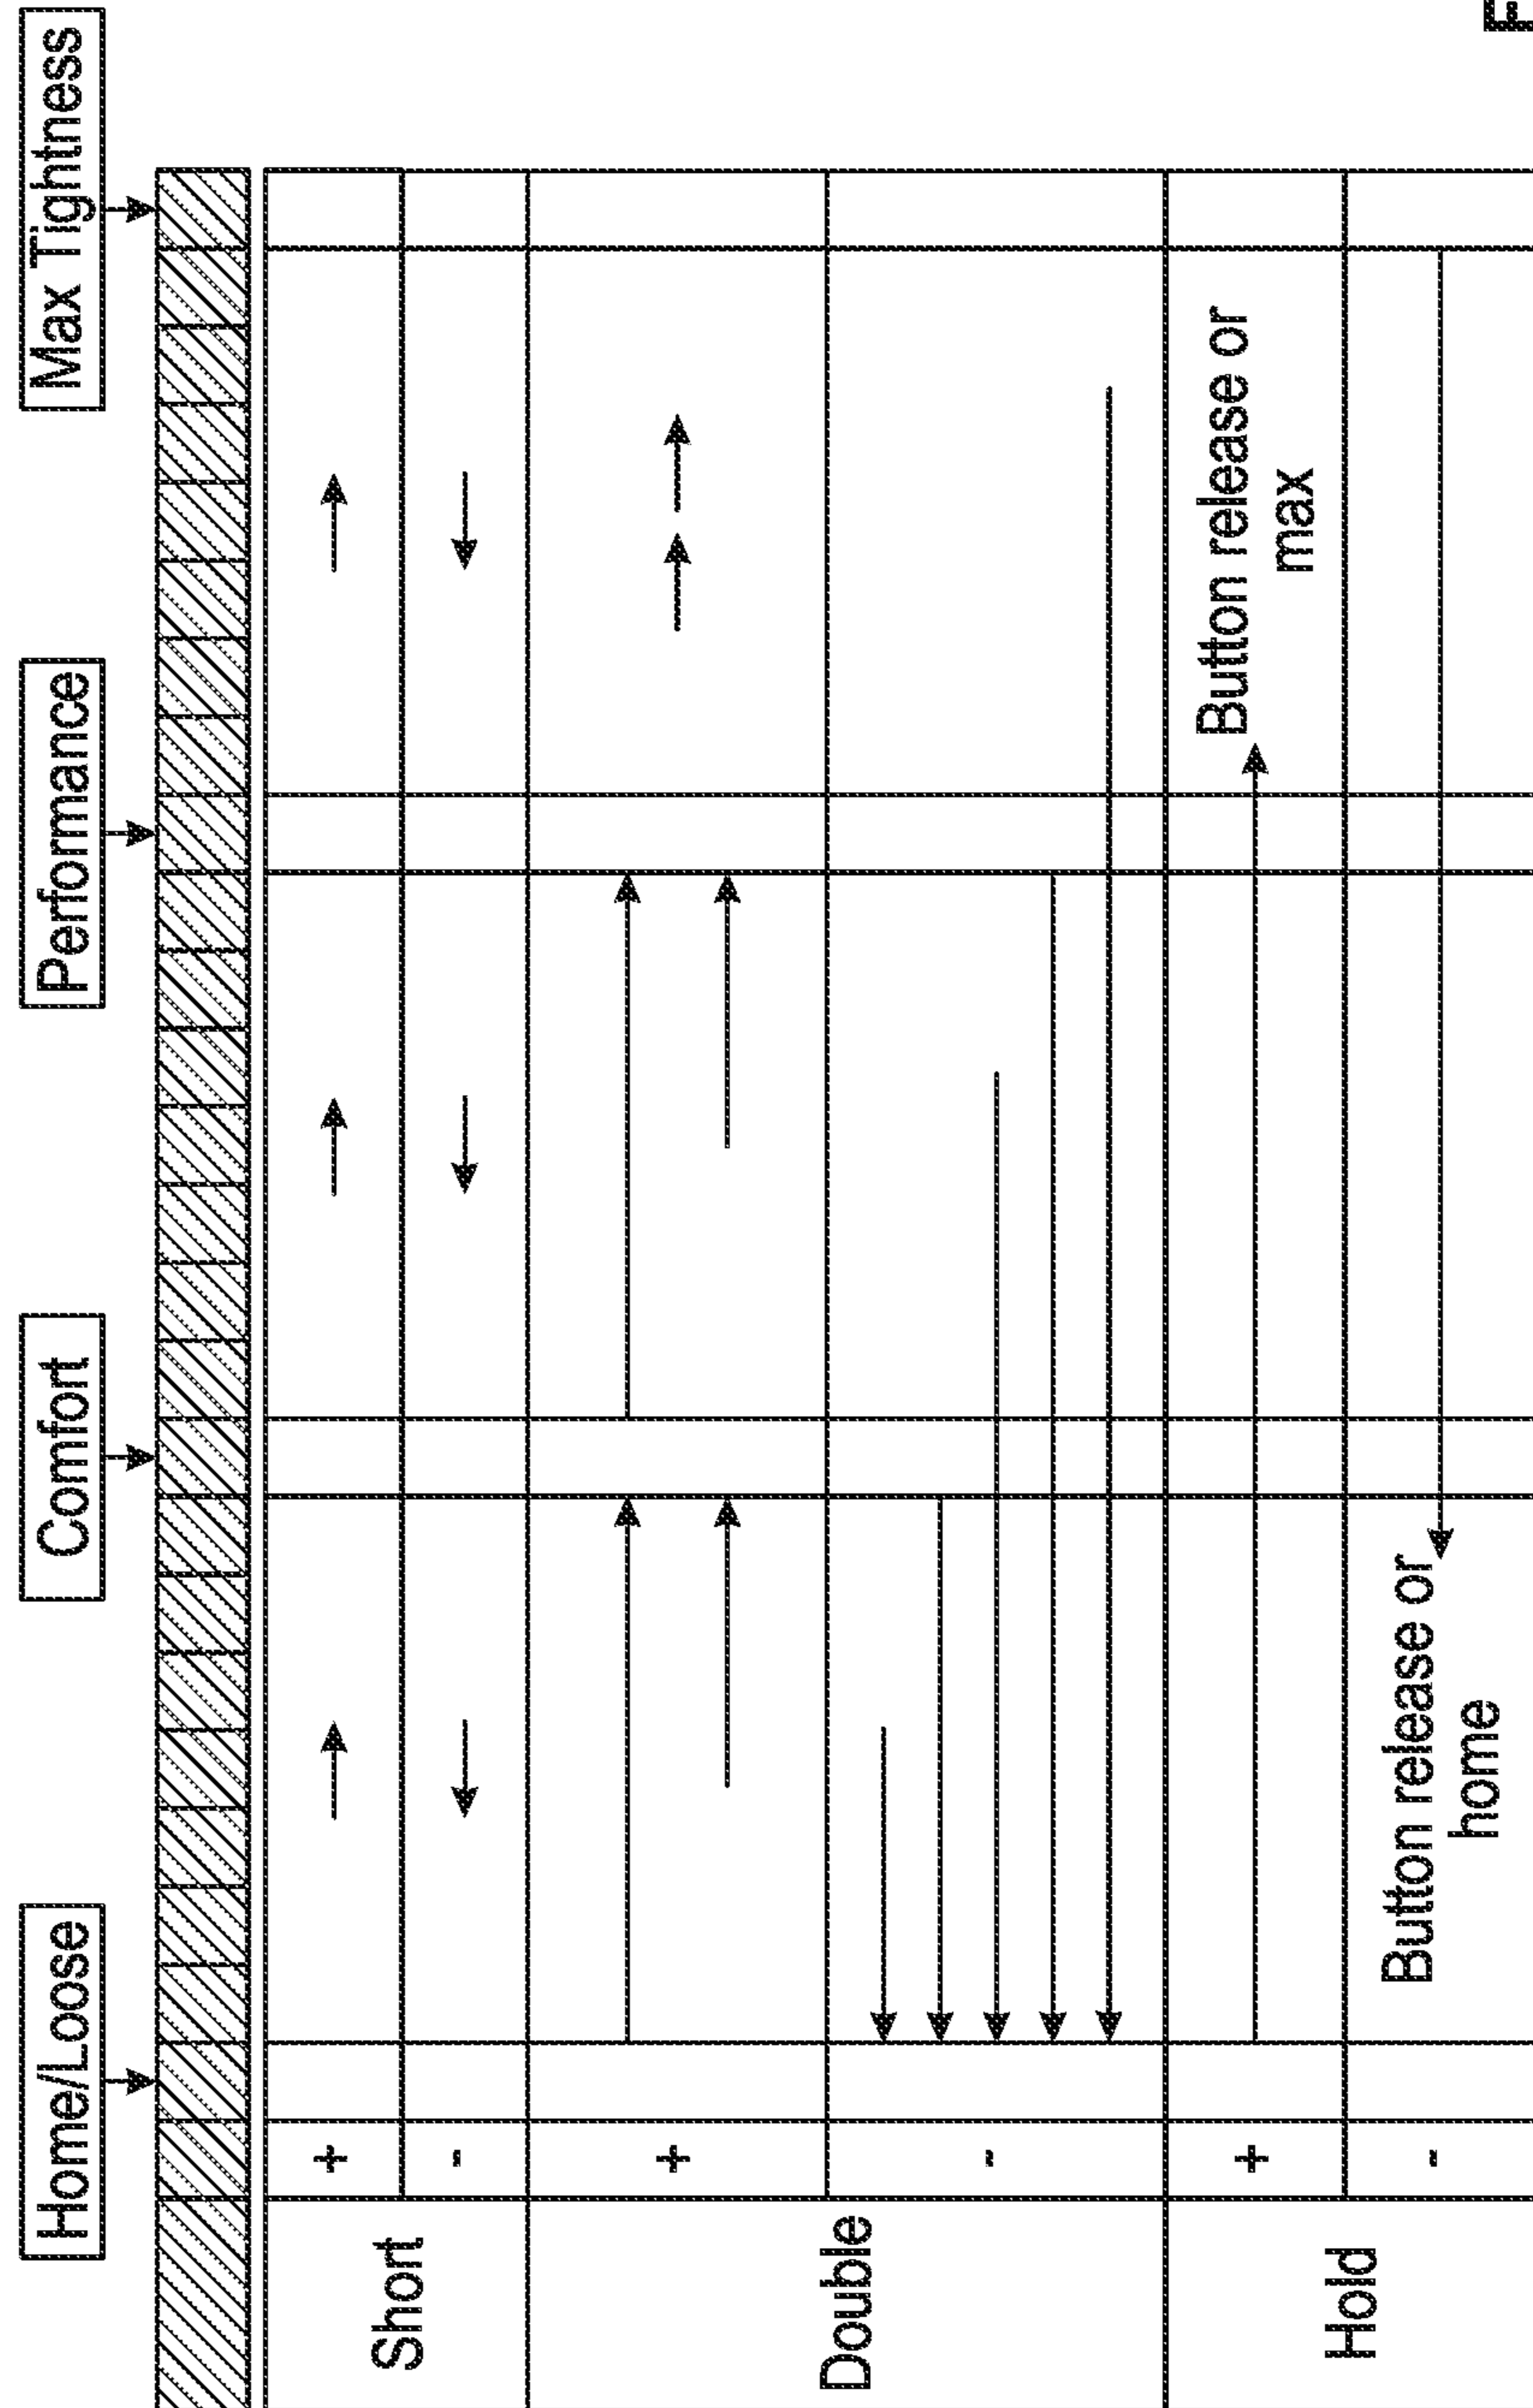 Home/Loose
Comfort
Performance
Max Tightness
Short
+
-
Double
+
-
Hold
+
Button release or
max
-
Button release or
home